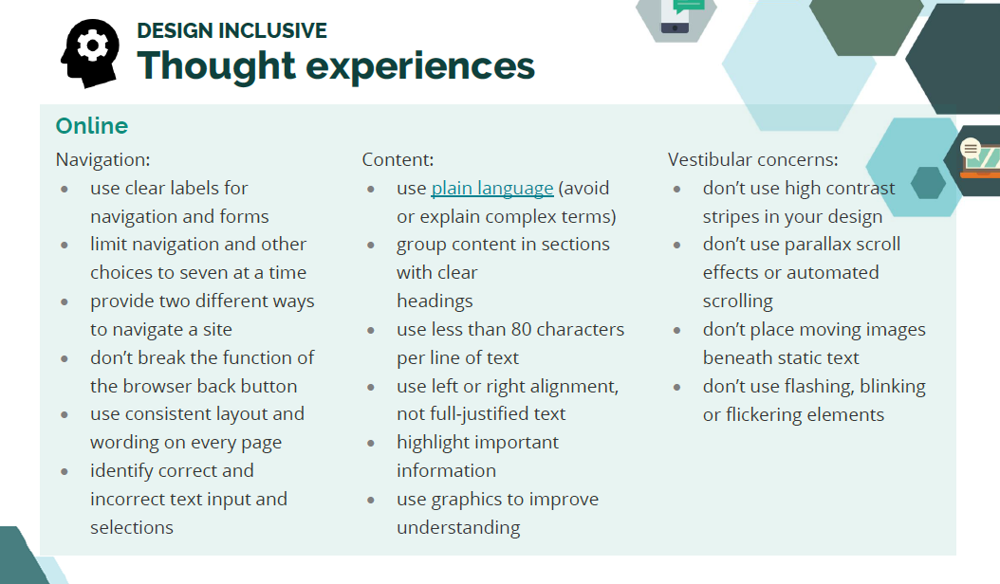 DESIGN INCLUSIVE
Thought experiences
Online
Navigation:
● use clear labels for
navigation and forms
● limit navigation and other
choices to seven at a time
● provide two different ways
to navigate a site
● don’t break the function of
the browser back button
● use consistent layout and
wording on every page
● identify correct and
incorrect text input and
selections
Content:
● use plain language (avoid
or explain complex terms)
● group content in sections
with clear
headings
● use less than 80 characters
per line of text
● use left or right alignment,
not full-justified text
● highlight important
information
● use graphics to improve
understanding
Vestibular concerns:
● don’t use high contrast
stripes in your design
● don’t use parallax scroll
effects or automated
scrolling
● don’t place moving images
beneath static text
● don’t use flashing, blinking
or flickering elements